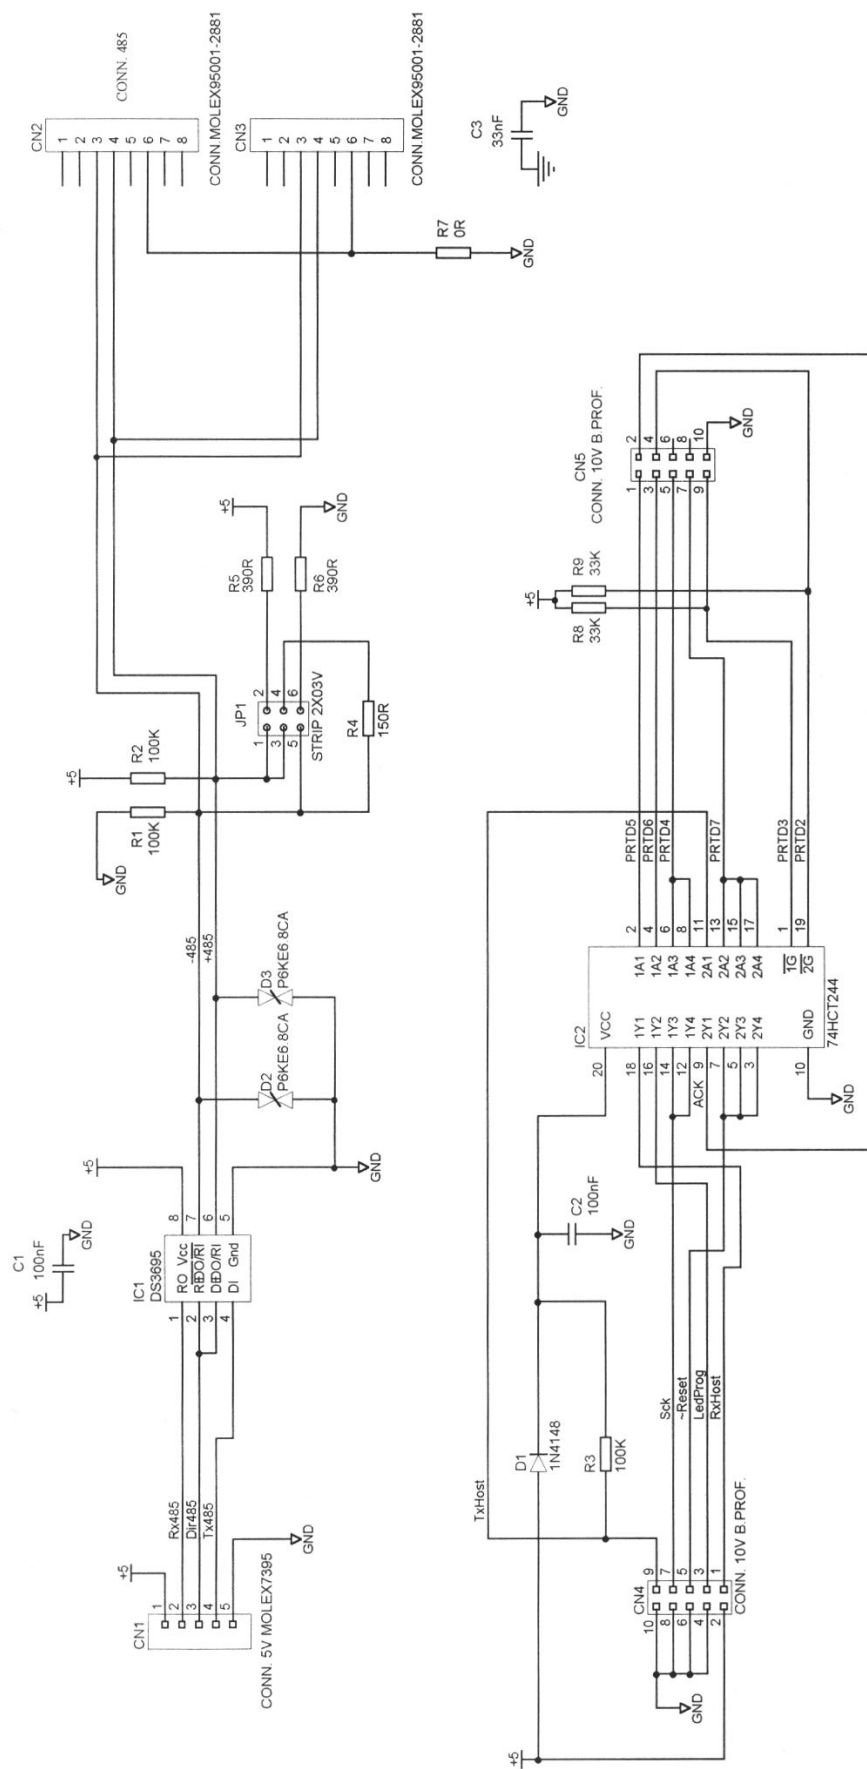 CONN. 485
CN2
1
2
3
4
5
6
7
8
CONN.MOLEX95001-2881
CN3
1
2
3
4
5
6
7
8
CONN.MOLEX95001-2881
C3
33nF
GND
R7
0R
GND
+5
R5
390R
R6
390R
GND
JP1
1
2
3
4
5
6
STRIP 2X03V
R4
150R
+5
R2
100K
R1
100K
GND
-485
+485
D3
P6KE6.8CA
D2
P6KE6.8CA
GND
+5
C1
100nF
+5
GND
IC1
DS3695
RO
Vcc
RE
DO/RI
DE
DO/RI
DI
Gnd
1
2
3
4
8
7
6
5
Rx485
Dir485
Tx485
+5
GND
CN1
1
2
3
4
5
CONN. 5V MOLEX7395
CN5
CONN. 10V B.PROF.
1
2
3
4
5
6
7
8
9
10
GND
+5
R9
33K
R8
33K
PRTD5
PRTD6
PRTD4
PRTD7
PRTD3
PRTD2
2
4
6
8
11
13
15
17
1
19
IC2
VCC
1Y1
1Y2
1Y3
1Y4
2Y1
2Y2
2Y3
2Y4
GND
1A1
1A2
1A3
1A4
2A1
2A2
2A3
2A4
1G
2G
74HCT244
20
18
16
14
12
9
7
5
3
10
ACK
GND
C2
100nF
GND
D1
1N4148
R3
100K
TxHost
Sck
~Reset
LedProg
RxHost
CN4
9
7
5
3
1
10
8
6
4
2
CONN. 10V B.PROF.
GND
+5